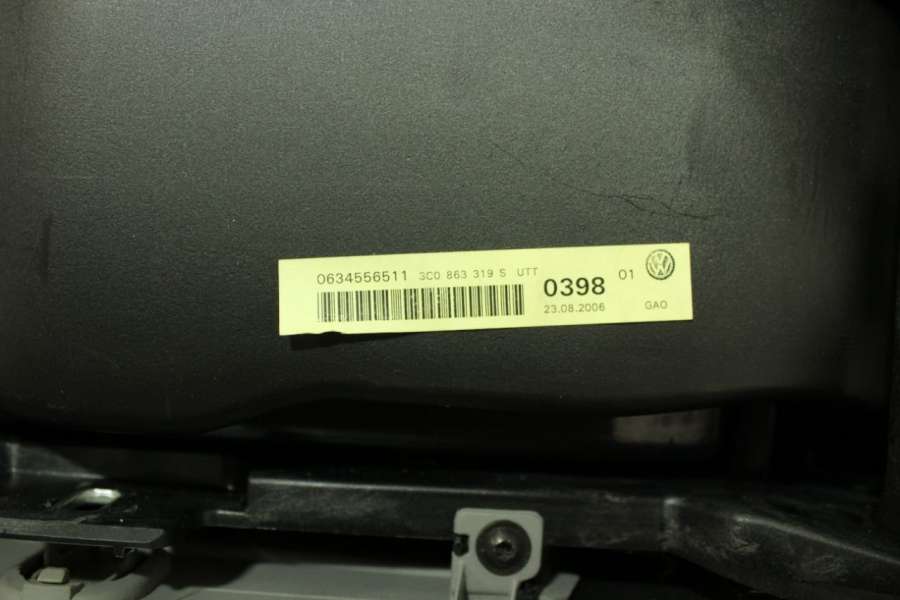 0634556511 3C0 863 319 S UTT
0398 01
23.08.2006 GAO